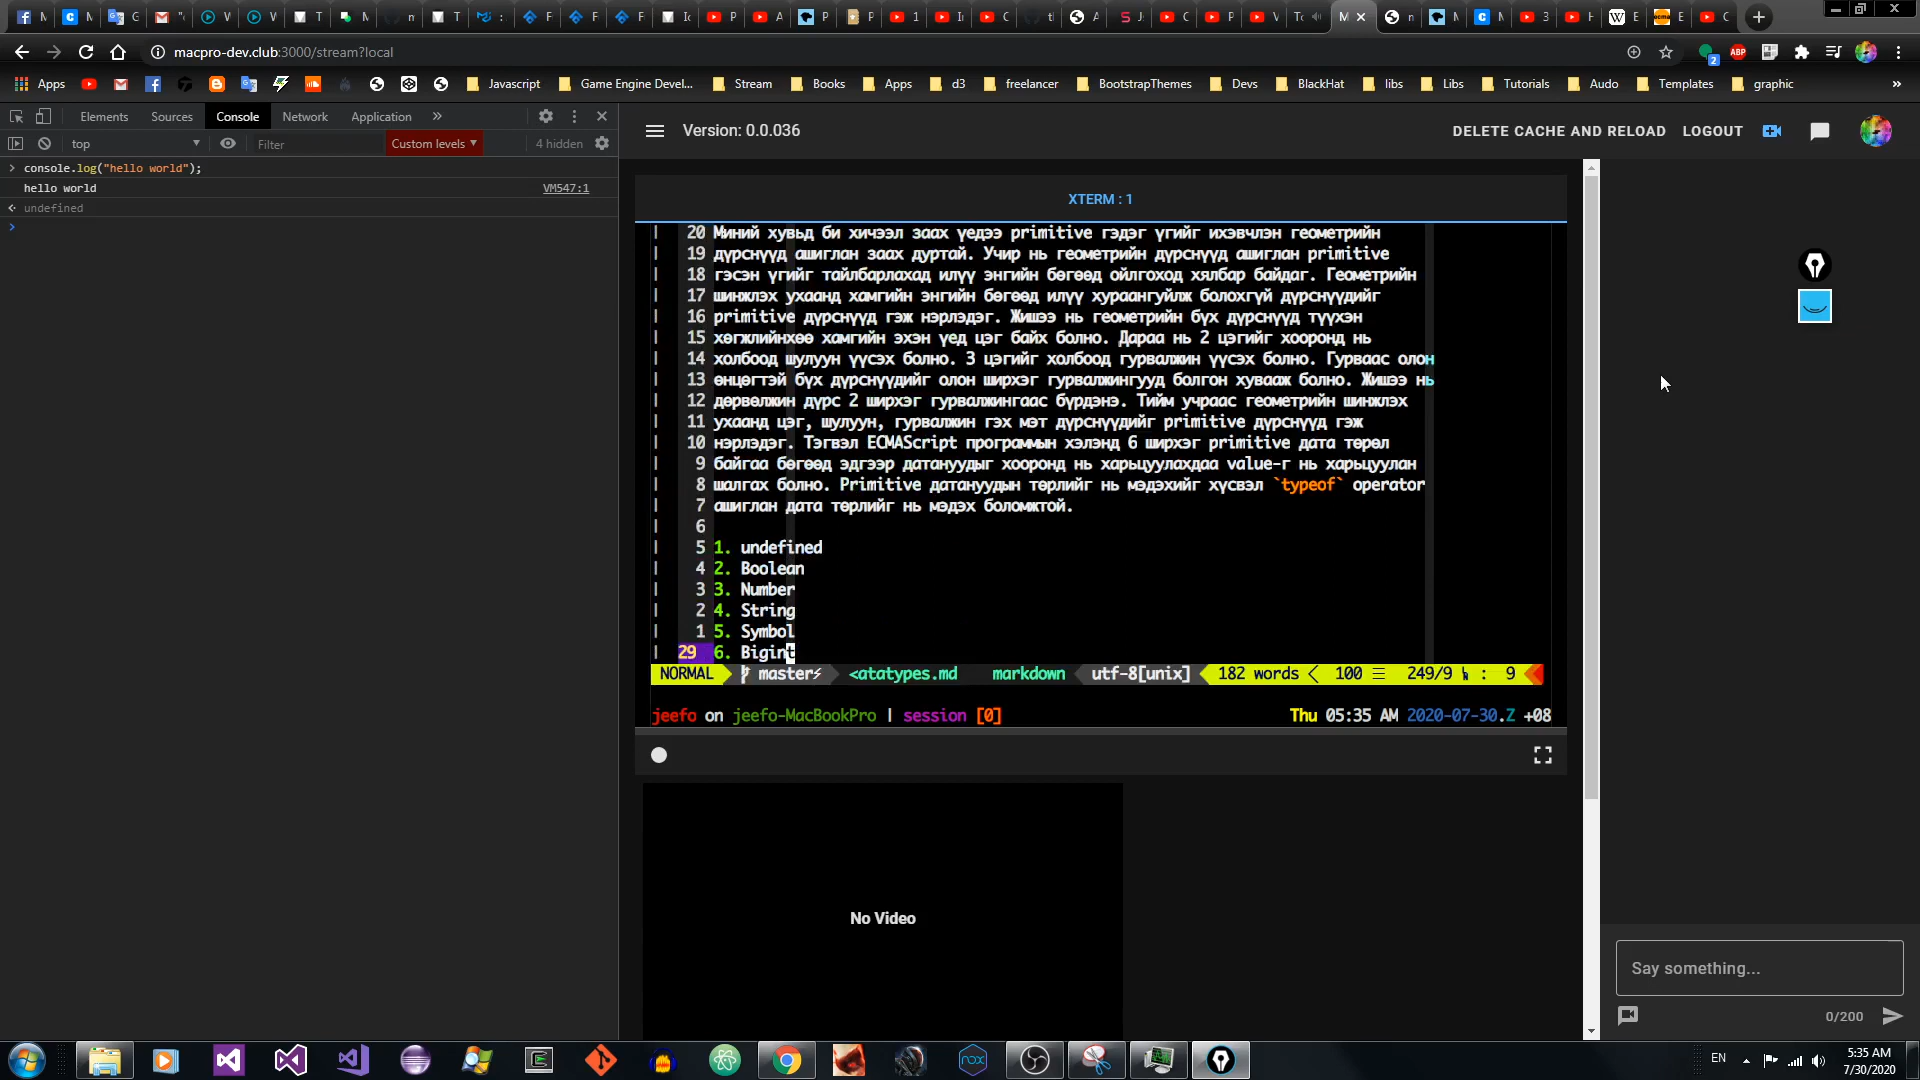 macpro-dev.club:3000/stream?local
Apps
Javascript
Game Engine Devel...
Stream
Books
Apps
d3
freelancer
BootstrapThemes
Devs
BlackHat
libs
Libs
Tutorials
Audo
Templates
graphic
»
Elements
Sources
Console
Network
Application
»
top
Filter
Custom levels
4 hidden
console.log("hello world");
hello world
VM547:1
undefined
Version: 0.0.036
DELETE CACHE AND RELOAD
LOGOUT
XTERM : 1
20 Миний хувьд би хичээл заах үедээ primitive гэдэг үгийг ихэвчлэн геометрийн
19 дүрснүүд ашиглан заах дуртай. Учир нь геометрийн дүрснүүд ашиглан primitive
18 гэсэн үгийг тайлбарлахад илүү энгийн бөгөөд ойлгоход хялбар байдаг. Геометрийн
17 шинжлэх ухаанд хамгийн энгийн бөгөөд илүү хураангуйлж болохгүй дүрснүүдийг
16 primitive дүрснүүд гэж нэрлэдэг. Жишээ нь геометрийн бүх дүрснүүд түүхэн
15 хөгжлийнхөө хамгийн эхэн үед цэг байх болно. Дараа нь 2 цэгийг хооронд нь
14 холбоод шулуун үүсэх болно. 3 цэгийг холбоод гурвалжин үүсэх болно. Гурваас олон
13 өнцөгтэй бүх дүрснүүдийг олон ширхэг гурвалжингууд болгон хувааж болно. Жишээ нь
12 дөрвөлжин дүрс 2 ширхэг гурвалжингаас бүрдэнэ. Тийм учраас геометрийн шинжлэх
11 ухаанд цэг, шулуун, гурвалжин гэх мэт дүрснүүдийг primitive дүрснүүд гэж
10 нэрлэдэг. Тэгвэл ECMAScript программын хэлэнд 6 ширхэг primitive дата төрөл
9 байгаа бөгөөд эдгээр датануудыг хооронд нь харьцуулахдаа value-г нь харьцуулан
8 шалгах болно. Primitive датануудын төрлийг нь мэдэхийг хүсвэл `typeof` operator
7 ашиглан дата төрлийг нь мэдэх боломжтой.
6
5 1. undefined
4 2. Boolean
3 3. Number
2 4. String
1 5. Symbol
29 6. Bigint
NORMAL master⚡ <atatypes.md markdown utf-8[unix] 182 words 100 ☰ 249/9 : 9
jeefo on jeefo-MacBookPro | session [0] Thu 05:35 AM 2020-07-30.Z +08
No Video
Say something...
0/200
EN
5:35 AM
7/30/2020